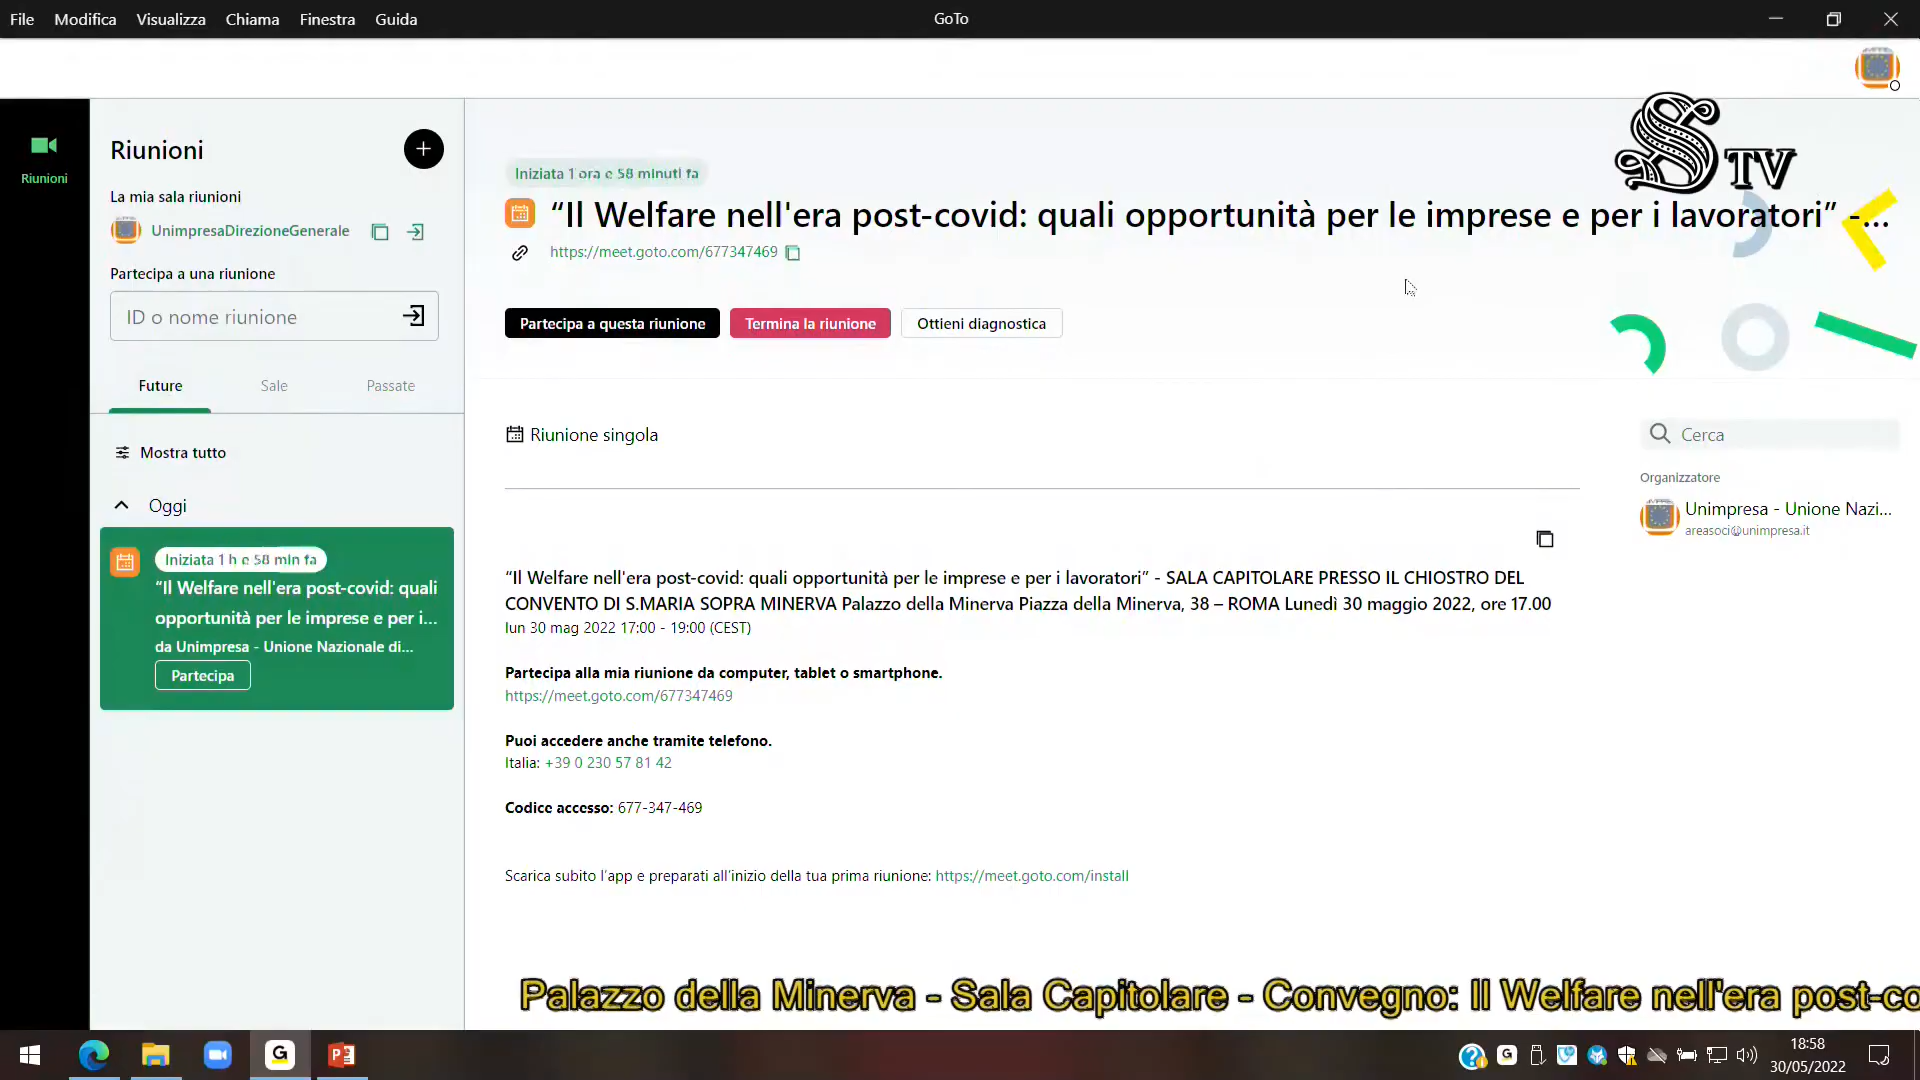 File Modifica Visualizza Chiama Finestra Guida
GoTo
Riunioni
Riunioni
La mia sala riunioni
UnimpresaDirezioneGenerale
Partecipa a una riunione
ID o nome riunione
Future Sale Passate
Mostra tutto
Oggi
Iniziata 1 h e 58 min fa
“Il Welfare nell'era post-covid: quali
opportunità per le imprese e per i...
da Unimpresa - Unione Nazionale di...
Partecipa
Iniziata 1 ora e 58 minuti fa
“Il Welfare nell'era post-covid: quali opportunità per le imprese e per i lavoratori” -...
https://meet.goto.com/677347469
Partecipa a questa riunione Termina la riunione Ottieni diagnostica
S TV
Riunione singola
Cerca
Organizzatore
Unimpresa - Unione Nazi...
areasoci@unimpresa.it
“Il Welfare nell'era post-covid: quali opportunità per le imprese e per i lavoratori” - SALA CAPITOLARE PRESSO IL CHIOSTRO DEL
CONVENTO DI S.MARIA SOPRA MINERVA Palazzo della Minerva Piazza della Minerva, 38 – ROMA Lunedì 30 maggio 2022, ore 17.00
lun 30 mag 2022 17:00 - 19:00 (CEST)
Partecipa alla mia riunione da computer, tablet o smartphone.
https://meet.goto.com/677347469
Puoi accedere anche tramite telefono.
Italia: +39 0 230 57 81 42
Codice accesso: 677-347-469
Scarica subito l'app e preparati all'inizio della tua prima riunione: https://meet.goto.com/install
Palazzo della Minerva - Sala Capitolare - Convegno: Il Welfare nell'era post-co
18:58
30/05/2022